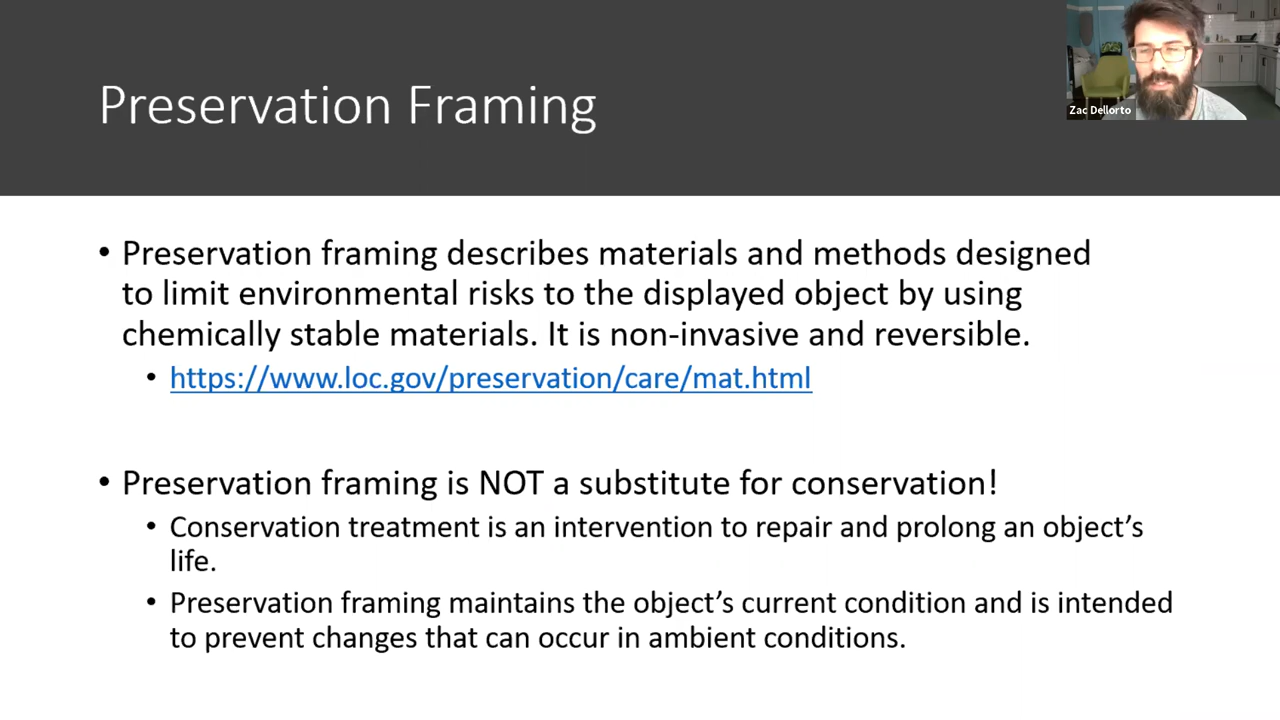 Preservation Framing
Zac Dellorto
• Preservation framing describes materials and methods designed
to limit environmental risks to the displayed object by using
chemically stable materials. It is non-invasive and reversible.
• https://www.loc.gov/preservation/care/mat.html
• Preservation framing is NOT a substitute for conservation!
• Conservation treatment is an intervention to repair and prolong an object’s
life.
• Preservation framing maintains the object’s current condition and is intended
to prevent changes that can occur in ambient conditions.